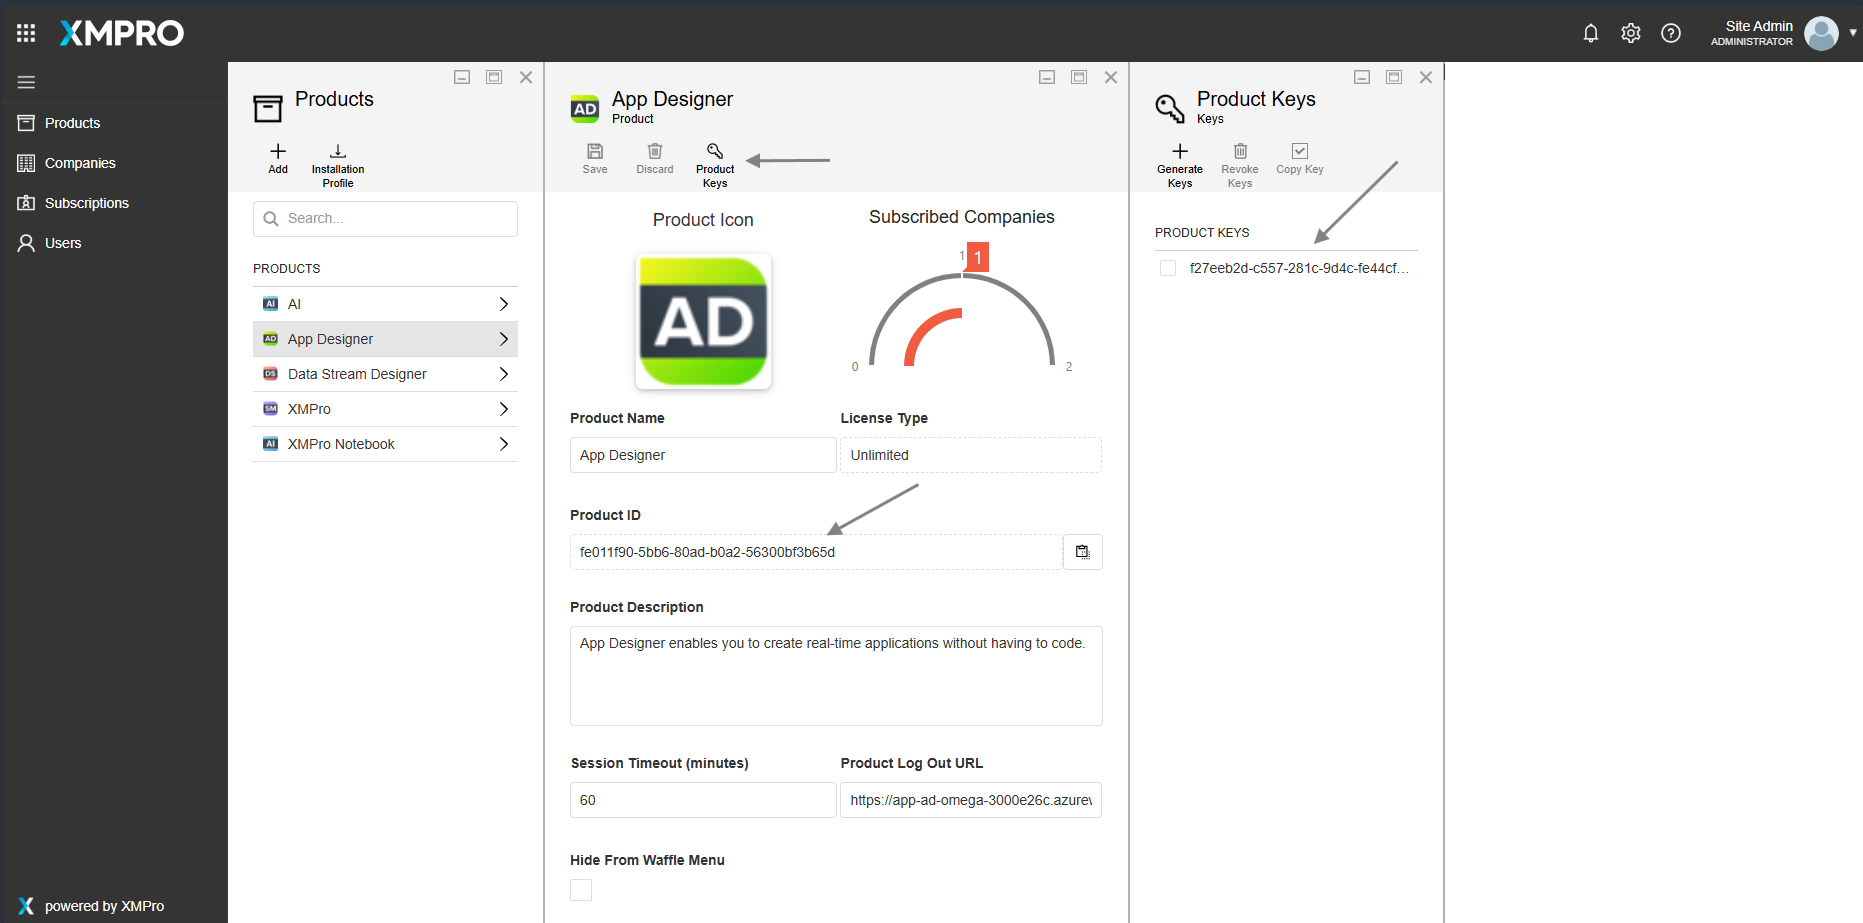 XMPRO
Site Admin
ADMINISTRATOR
Products
Companies
Subscriptions
Users
powered by XMPro
Products
Add
Installation
Profile
Search...
PRODUCTS
AI AI
AD App Designer
DS Data Stream Designer
SM XMPro
AI XMPro Notebook
AD
App Designer
Product
Save
Discard
Product
Keys
Product Icon
AD
Subscribed Companies
1
1
0
2
Product Name
License Type
App Designer
Unlimited
Product ID
fe011f90-5bb6-80ad-b0a2-56300bf3b65d
Product Description
App Designer enables you to create real-time applications without having to code.
Session Timeout (minutes)
Product Log Out URL
60
https://app-ad-omega-3000e26c.azurew
Hide From Waffle Menu
Product Keys
Keys
Generate
Keys
Revoke
Keys
Copy Key
PRODUCT KEYS
f27eeb2d-c557-281c-9d4c-fe44cf...